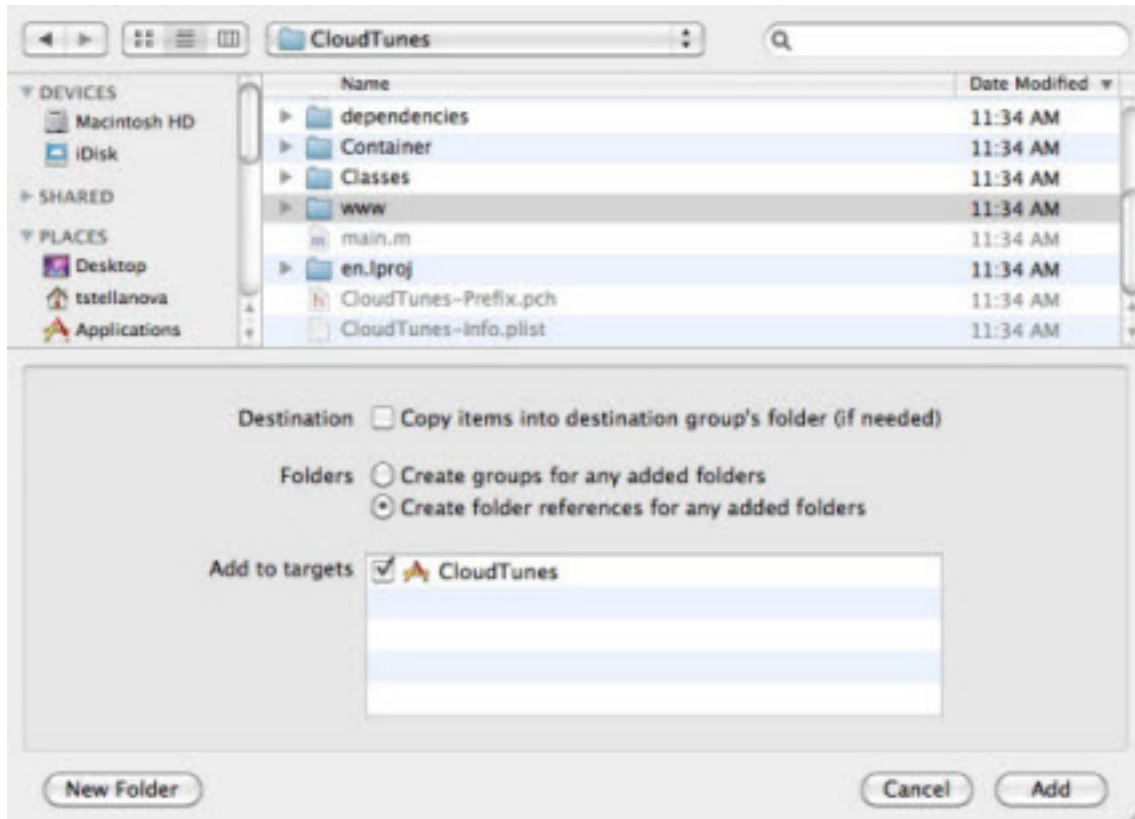 CloudTunes
Name Date Modified
DEVICES
Macintosh HD
iDisk
SHARED
PLACES
Desktop
tstellanova
Applications
dependencies 11:34 AM
Container 11:34 AM
Classes 11:34 AM
www 11:34 AM
main.m 11:34 AM
en.lproj 11:34 AM
CloudTunes-Prefix.pch 11:34 AM
CloudTunes-Info.plist 11:34 AM
Destination Copy items into destination group's folder (if needed)
Folders Create groups for any added folders
Create folder references for any added folders
Add to targets CloudTunes
New Folder Cancel Add